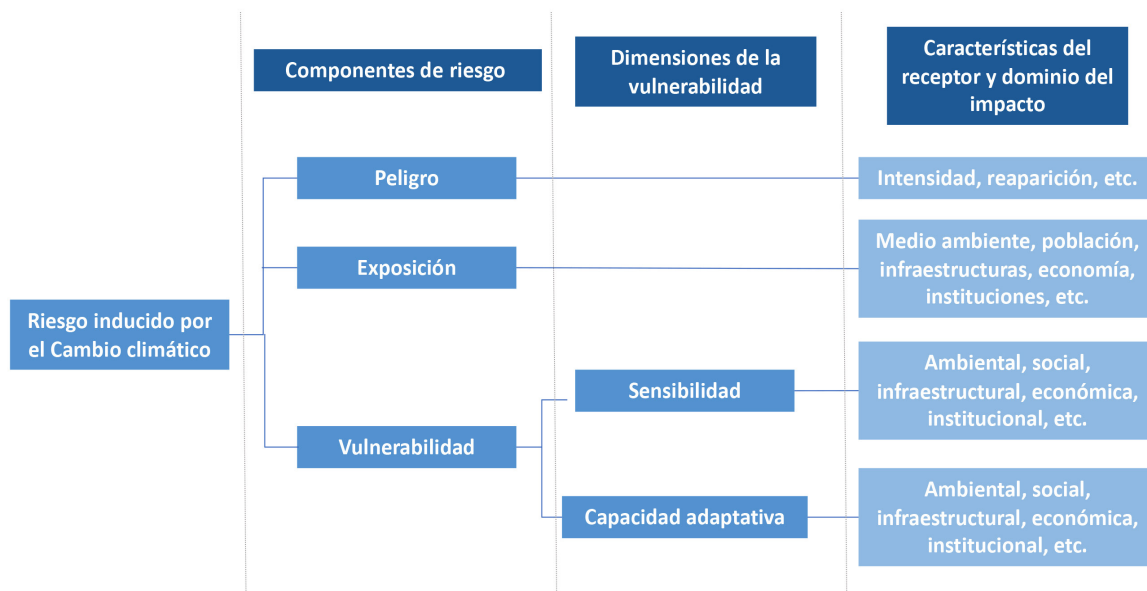 Componentes de riesgo
Dimensiones de la
vulnerabilidad
Características del
receptor y dominio del
impacto
Peligro
Intensidad, reaparición, etc.
Exposición
Medio ambiente, población,
infraestructuras, economía,
instituciones, etc.
Riesgo inducido por
el Cambio climático
Vulnerabilidad
Sensibilidad
Ambiental, social,
infraestructural, económica,
institucional, etc.
Capacidad adaptativa
Ambiental, social,
infraestructural, económica,
institucional, etc.